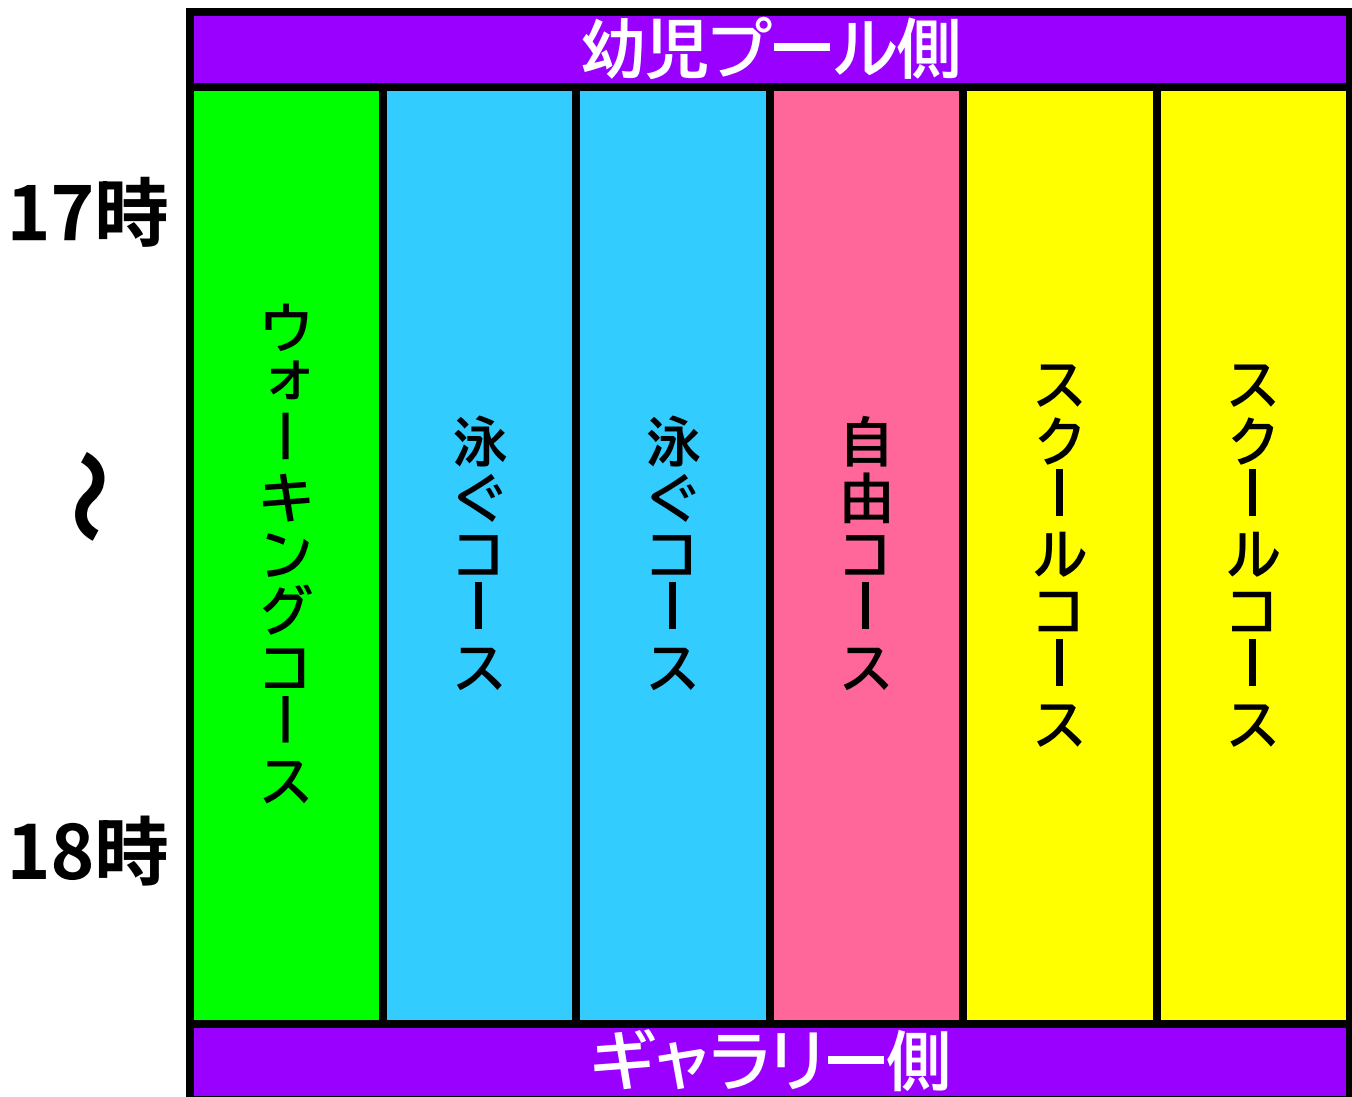 幼児プール側
17時
〜
18時
ウォーキングコース
泳ぐコース
泳ぐコース
自由コース
スクールコース
スクールコース
ギャラリー側